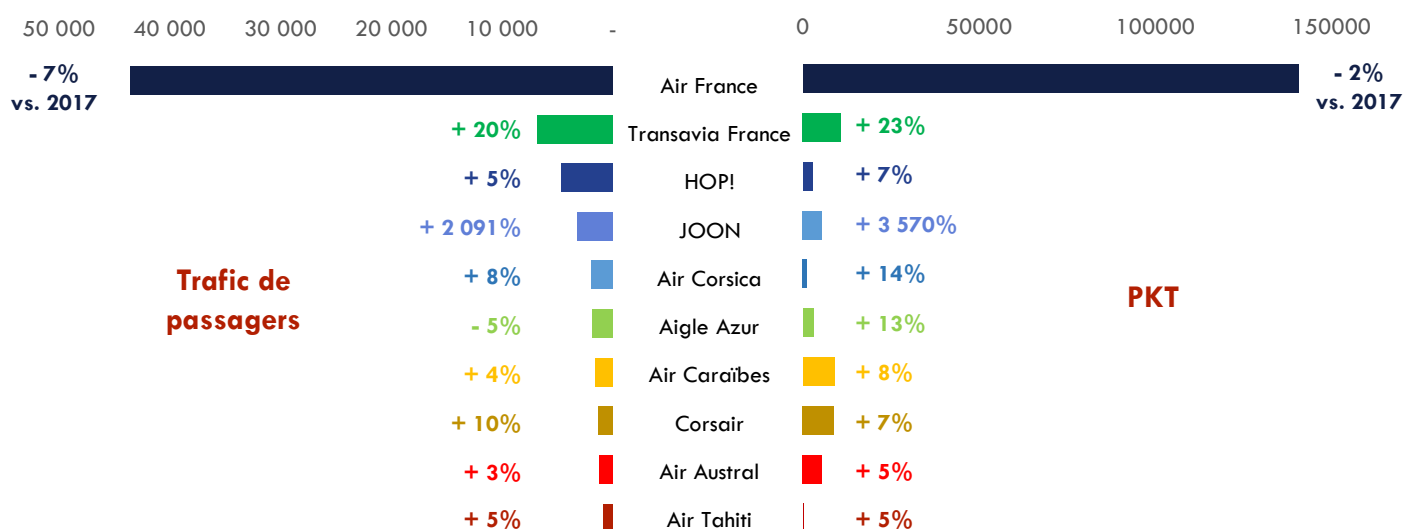 50 000 40 000 30 000 20 000 10 000 - 0 50000 100000 150000
- 7%
vs. 2017
Air France
- 2%
vs. 2017
+ 20% Transavia France + 23%
+ 5% HOP! + 7%
+ 2 091% JOON + 3 570%
+ 8% Air Corsica + 14%
Trafic de
passagers
PKT
- 5% Aigle Azur + 13%
+ 4% Air Caraïbes + 8%
+ 10% Corsair + 7%
+ 3% Air Austral + 5%
+ 5% Air Tahiti + 5%